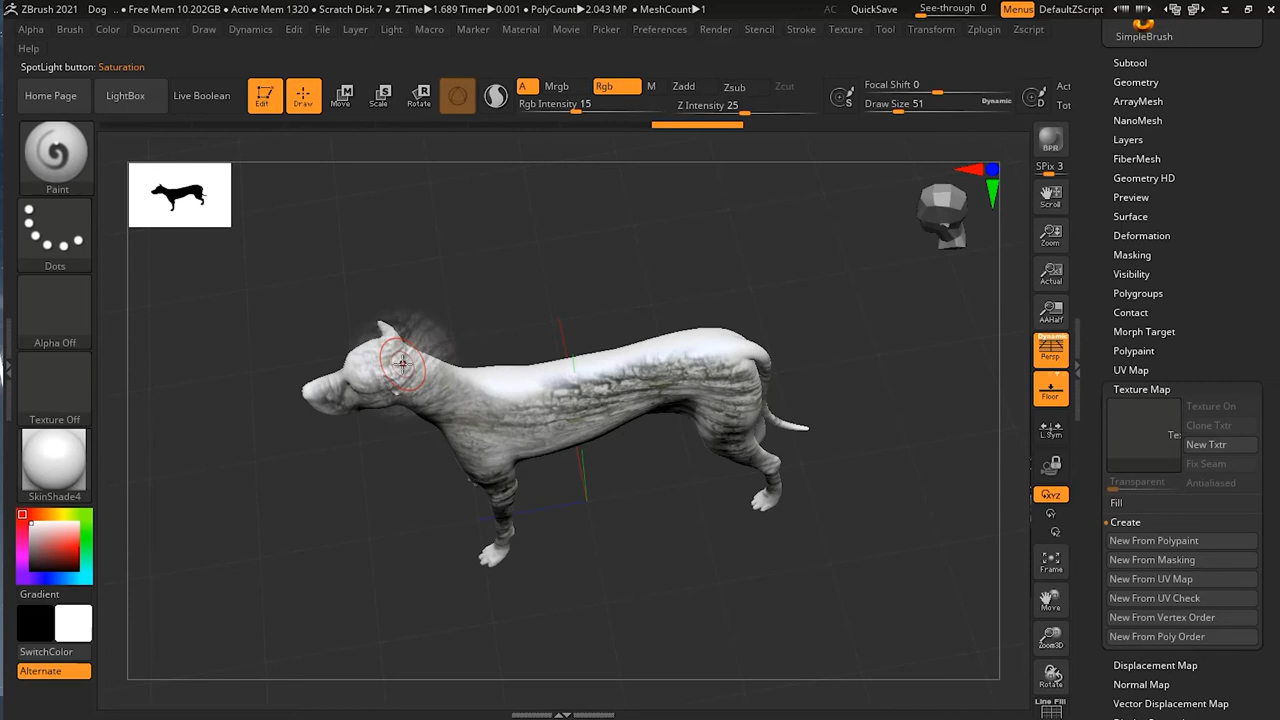 ZBrush 2021 Dog .. • Free Mem 10.202GB • Active Mem 1320 • Scratch Disk 7 • ZTime▶1.689 Timer▶0.001 • PolyCount▶2.043 MP • MeshCount▶1 AC QuickSave See-through 0 Menus DefaultZScript
Alpha Brush Color Document Draw Dynamics Edit File Layer Light Macro Marker Material Movie Picker Preferences Render Stencil Stroke Texture Tool Transform Zplugin Zscript
Help
SpotLight button: Saturation
Home Page LightBox Live Boolean Edit Draw Move Scale Rotate A Mrgb Rgb M Zadd Zsub Zcut Focal Shift 0 Act
Rgb Intensity 15 Z Intensity 25 S Draw Size 51 Dynamic D Tot
Paint
Dots
Alpha Off
Texture Off
SkinShade4
Gradient
SwitchColor
Alternate
BPR
SPix 3
Scroll
Zoom
Actual
AAHalf
Dynamic
Persp
Floor
L.Sym
XYZ
Y
Z
Frame
Move
Zoom3D
Rotate
Line Fill
SimpleBrush
Subtool
Geometry
ArrayMesh
NanoMesh
Layers
FiberMesh
Geometry HD
Preview
Surface
Deformation
Masking
Visibility
Polygroups
Contact
Morph Target
Polypaint
UV Map
Texture Map
Texture On
Clone Txtr
Te New Txtr
Fix Seam
Transparent Antialiased
Fill
Create
New From Polypaint
New From Masking
New From UV Map
New From UV Check
New From Vertex Order
New From Poly Order
Displacement Map
Normal Map
Vector Displacement Map